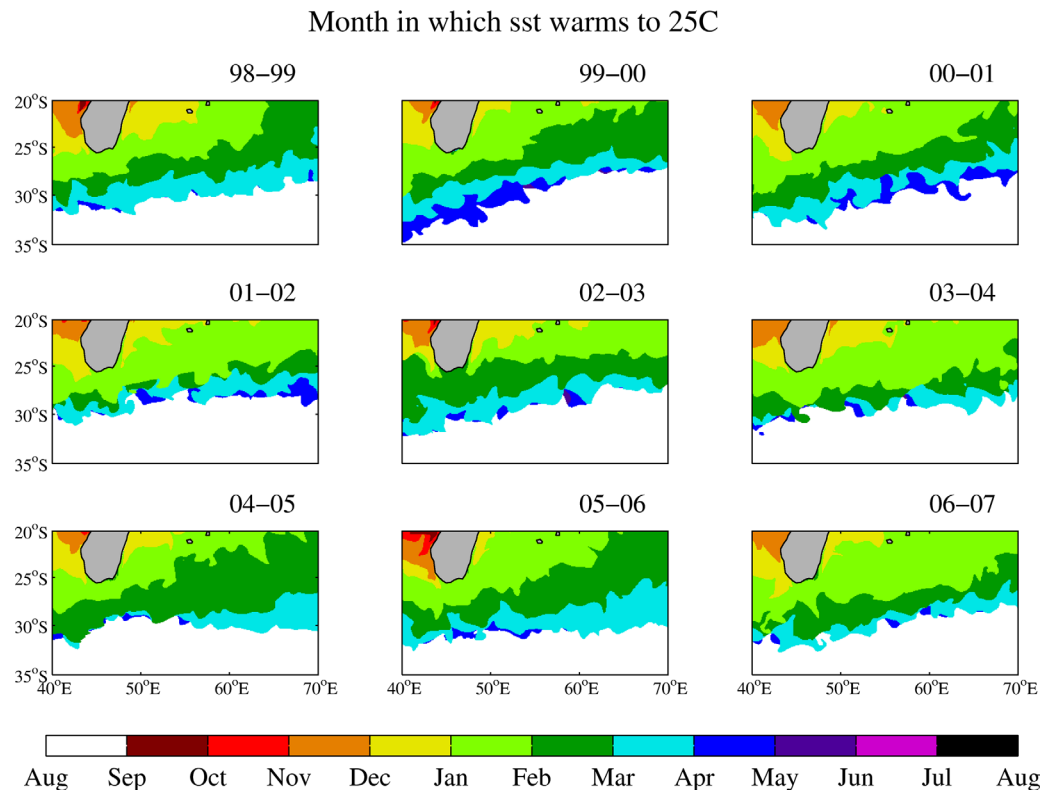 Month in which sst warms to 25C
98−99
99−00
00−01
20°S
25°S
30°S
35°S
01−02
02−03
03−04
20°S
25°S
30°S
35°S
04−05
05−06
06−07
20°S
25°S
30°S
35°S
40°E 50°E 60°E 70°E 40°E 50°E 60°E 70°E 40°E 50°E 60°E 70°E
Aug Sep Oct Nov Dec Jan Feb Mar Apr May Jun Jul Aug